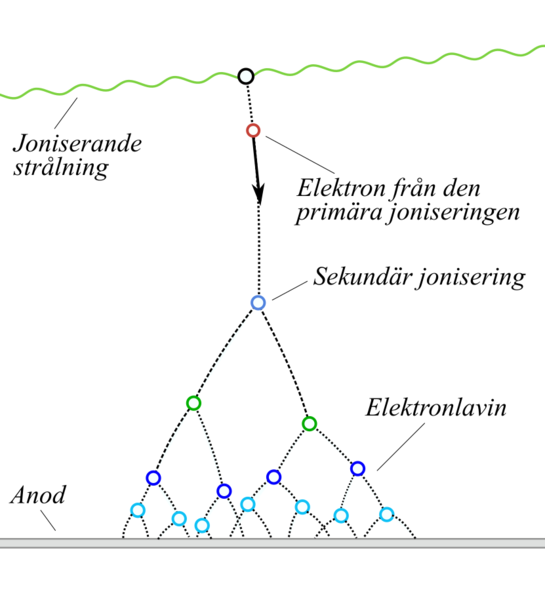 Joniserande
strålning
Elektron från den
primära joniseringen
Sekundär jonisering
Elektronlavin
Anod